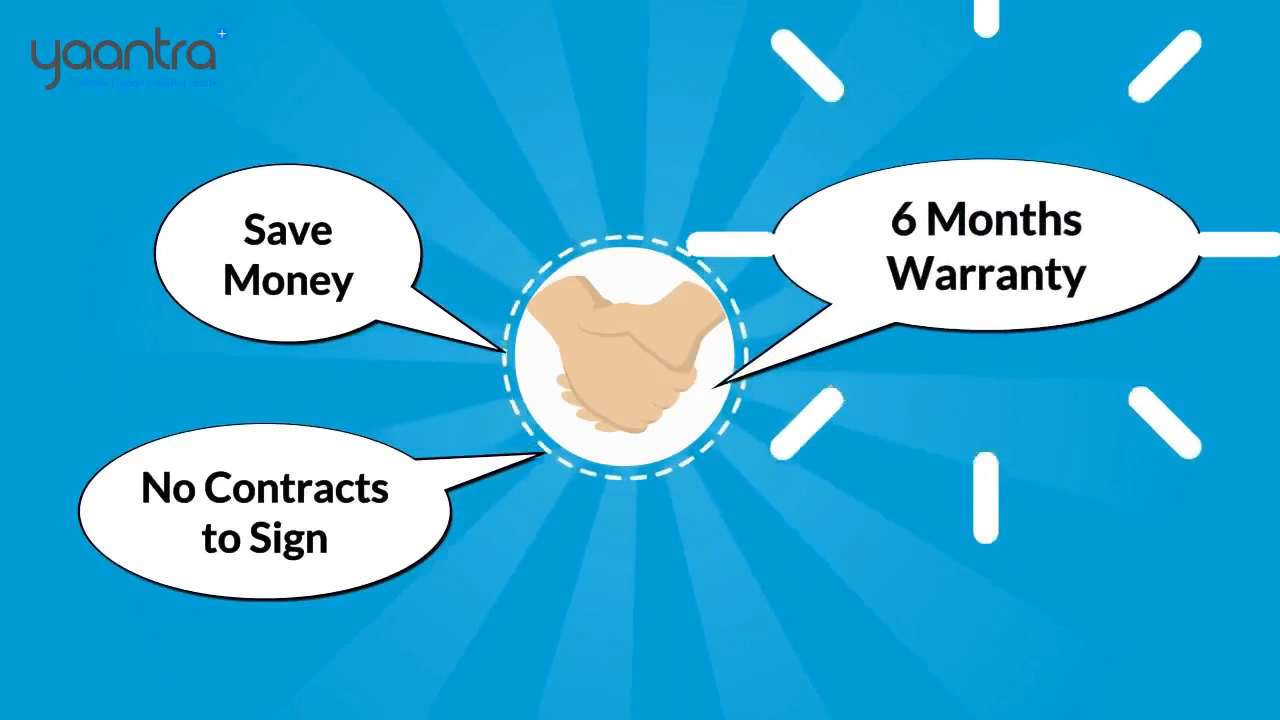 yaantra
Save
Money
6 Months
Warranty
No Contracts
to Sign